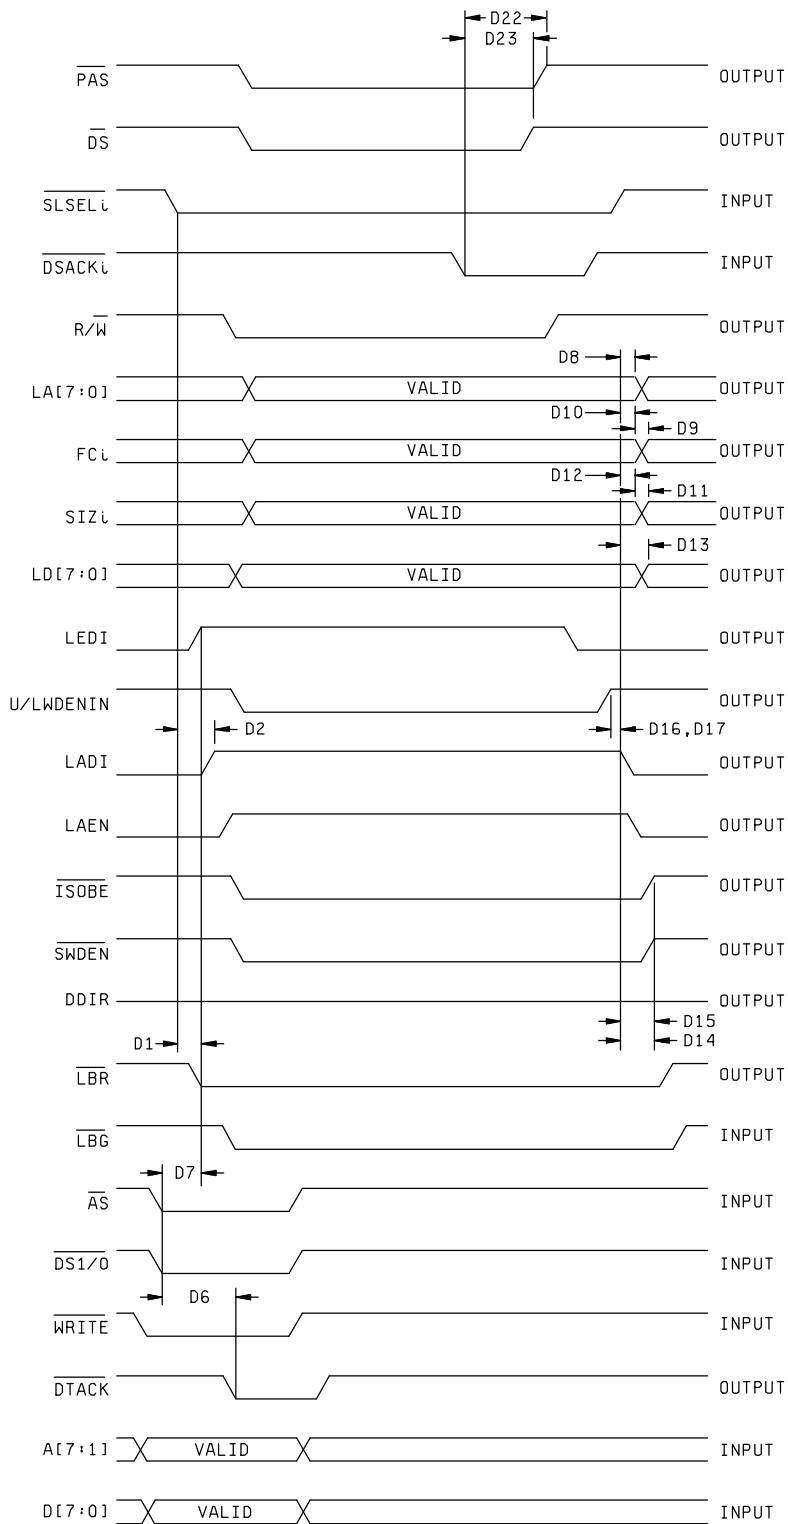 D22
D23
PAS OUTPUT
DS OUTPUT
SLSELi INPUT
DSACKi INPUT
R/W OUTPUT
D8
LA[7:0] VALID OUTPUT
D10
D9
FCi VALID OUTPUT
D12
D11
SIZi VALID OUTPUT
D13
LD[7:0] VALID OUTPUT
LEDI OUTPUT
U/LWDENIN OUTPUT
D2 D16,D17
LADI OUTPUT
LAEN OUTPUT
ISOBE OUTPUT
SWDEN OUTPUT
DDIR OUTPUT
D15
D1 D14
LBR OUTPUT
LBG INPUT
D7
AS INPUT
DS1/0 INPUT
D6
WRITE INPUT
DTACK OUTPUT
A[7:1] VALID INPUT
D[7:0] VALID INPUT